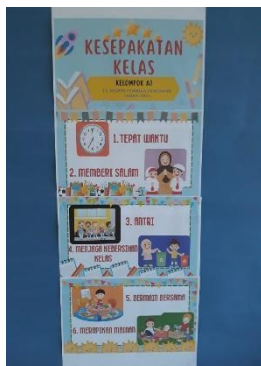 KESEPAKATAN
KELAS
KELOMPOK A1
1. TEPAT WAKTU
2. MEMBERI SALAM
3. ANTRI
4. MENJAGA KEBERSIHAN
KELAS
5. BERMAIN BERSAMA
6. MERAPIKAN MAINAN